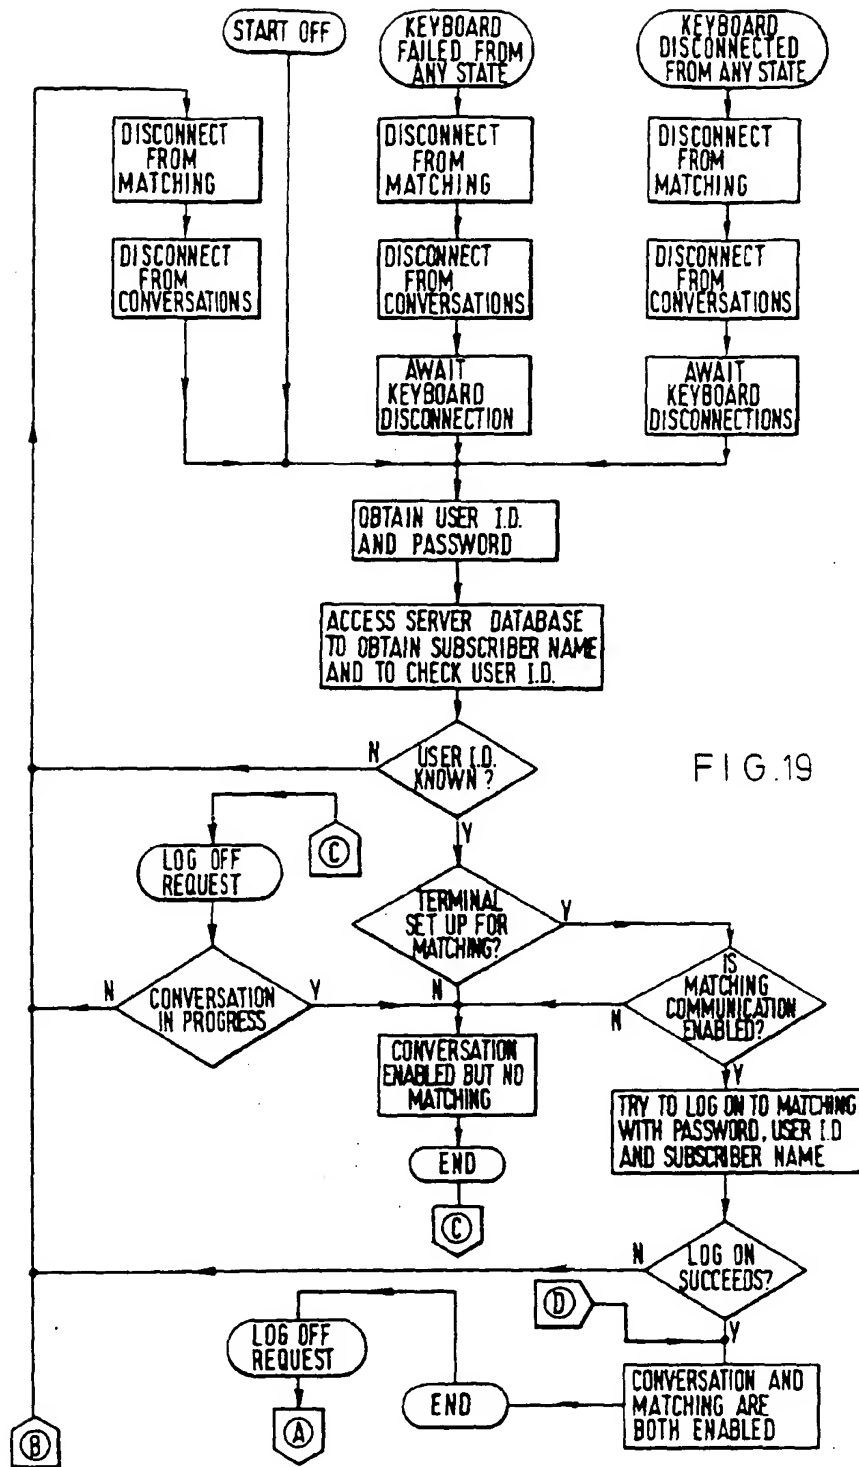 START OFF
KEYBOARD
FAILED FROM
ANY STATE
KEYBOARD
DISCONNECTED
FROM ANY STATE
DISCONNECT
FROM
MATCHING
DISCONNECT
FROM
MATCHING
DISCONNECT
FROM
MATCHING
DISCONNECT
FROM
CONVERSATIONS
DISCONNECT
FROM
CONVERSATIONS
DISCONNECT
FROM
CONVERSATIONS
AWAIT
KEYBOARD
DISCONNECTION
AWAIT
KEYBOARD
DISCONNECTIONS
OBTAIN USER I.D.
AND PASSWORD
ACCESS SERVER DATABASE
TO OBTAIN SUBSCRIBER NAME
AND TO CHECK USER I.D.
N
USER I.D.
KNOWN?
Y
FIG.19
C
LOG OFF
REQUEST
TERMINAL
SET UP FOR
MATCHING?
Y
N
N
CONVERSATION
IN PROGRESS
Y
IS
MATCHING
COMMUNICATION
ENABLED?
N
Y
CONVERSATION
ENABLED BUT NO
MATCHING
TRY TO LOG ON TO MATCHING
WITH PASSWORD, USER I.D
AND SUBSCRIBER NAME
END
C
N
LOG ON
SUCCEEDS?
Y
D
LOG OFF
REQUEST
END
CONVERSATION AND
MATCHING ARE
BOTH ENABLED
A
B